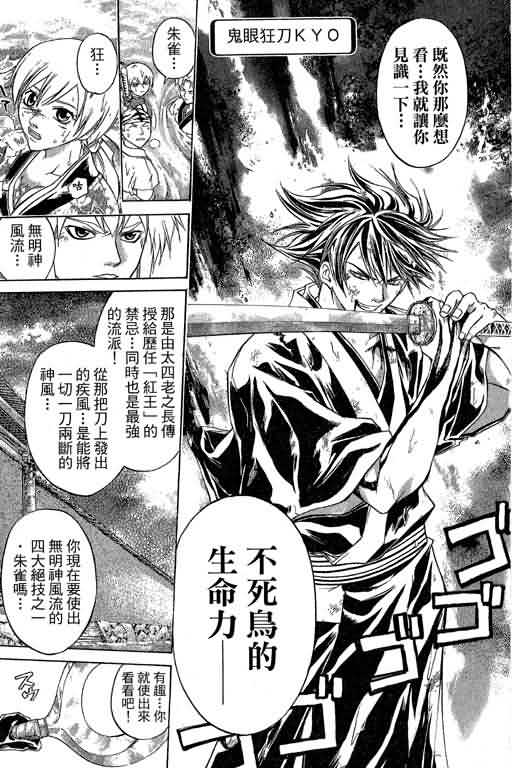 鬼眼狂刀KYO
既然你那麼想
看…我就讓你
見識一下…
不死鳥的
生命力——
ゴゴゴゴゴ
朱雀…
狂…
咕
無明神
風流…
那是由太四老之長傳
授給歷任「紅王」的
禁忌…同時也是最強
的流派！
從那把刀上發出
的疾風…是能將
一切一刀兩斷的
神風…
你現在要使出
無明神風流的
四大絕技之一
·朱雀嗎…
有趣…你
就使出來
看看吧！
スッ